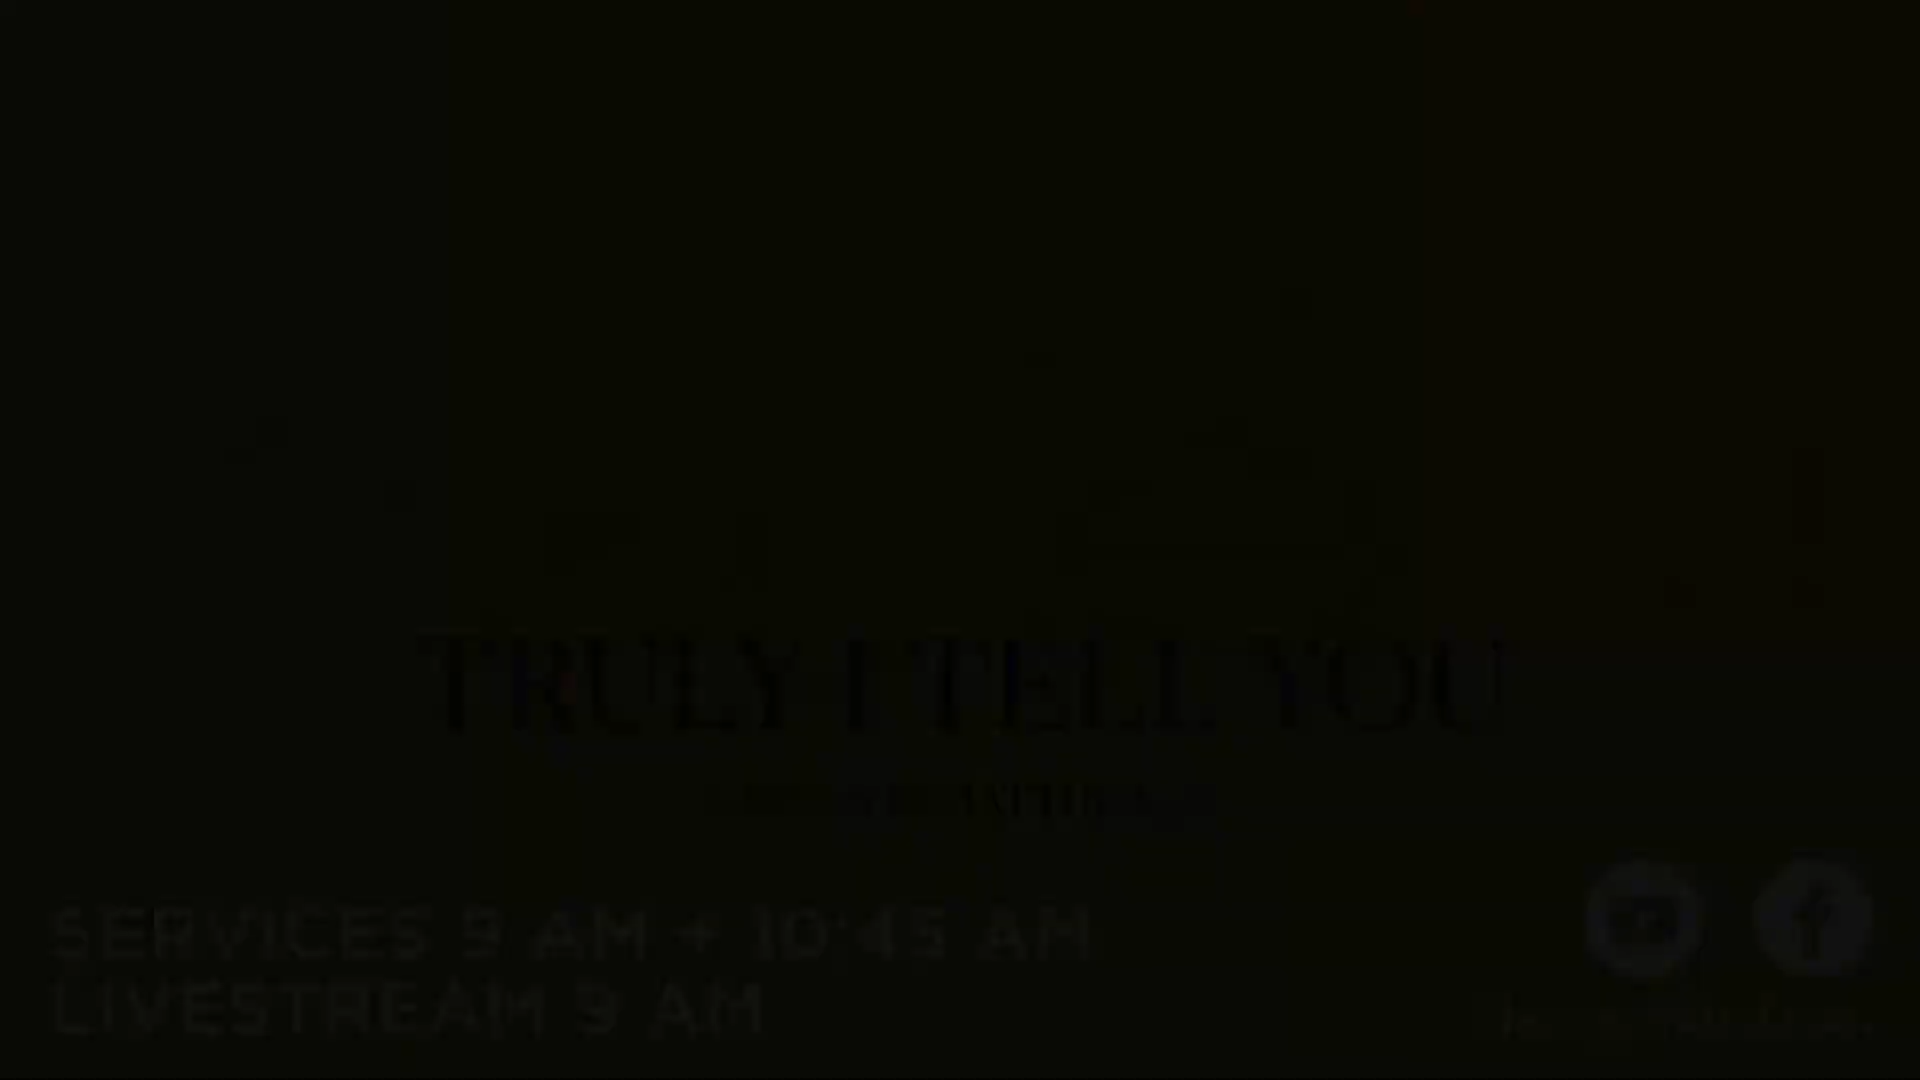 TRULY I TELL YOU
SERVICES 9 AM + 10:45 AM
LIVESTREAM 9 AM